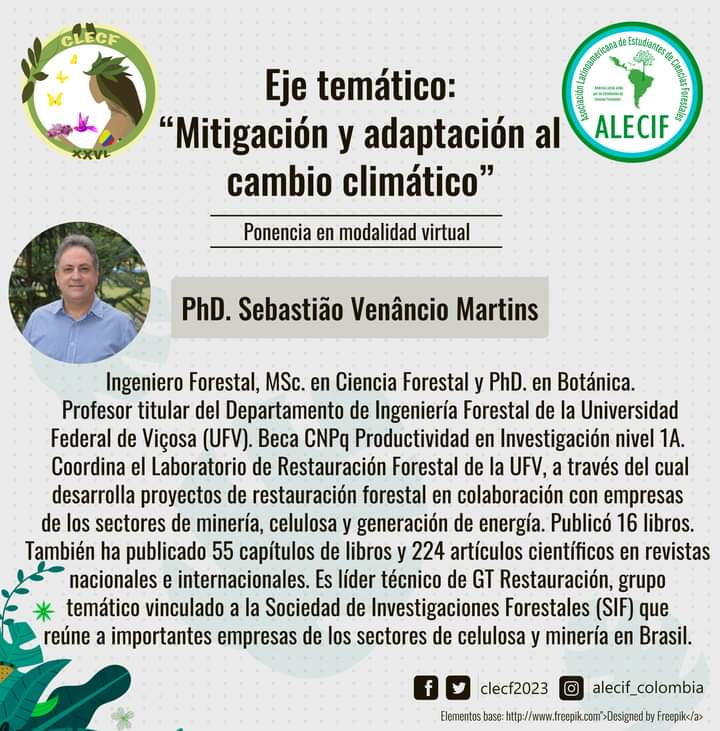 CLECF
XXVI
Asociación Latinoamericana de Estudiantes de Ciencias Forestales
ALECIF
Eje temático:
“Mitigación y adaptación al
cambio climático”
Ponencia en modalidad virtual
PhD. Sebastião Venâncio Martins
Ingeniero Forestal, MSc. en Ciencia Forestal y PhD. en Botánica.
Profesor titular del Departamento de Ingeniería Forestal de la Universidad
Federal de Viçosa (UFV). Beca CNPq Productividad en Investigación nivel 1A.
Coordina el Laboratorio de Restauración Forestal de la UFV, a través del cual
desarrolla proyectos de restauración forestal en colaboración con empresas
de los sectores de minería, celulosa y generación de energía. Publicó 16 libros.
También ha publicado 55 capítulos de libros y 224 artículos científicos en revistas
nacionales e internacionales. Es líder técnico de GT Restauración, grupo
temático vinculado a la Sociedad de Investigaciones Forestales (SIF) que
reúne a importantes empresas de los sectores de celulosa y minería en Brasil.
clecf2023 alecif_colombia
Elementos base: http://www.freepik.com">Designed by Freepik</a>